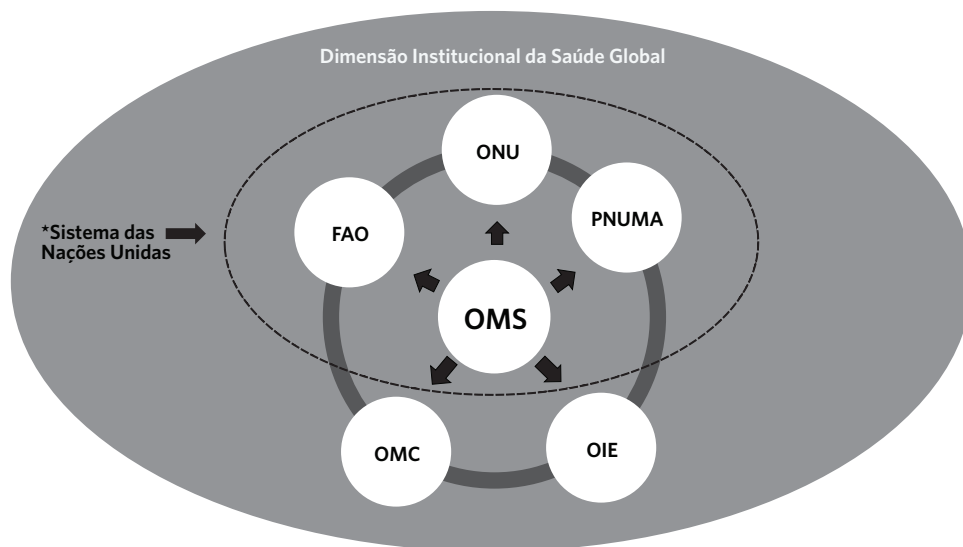 Dimensão Institucional da Saúde Global
ONU
PNUMA
FAO
*Sistema das
Nações Unidas
OMS
OMC
OIE